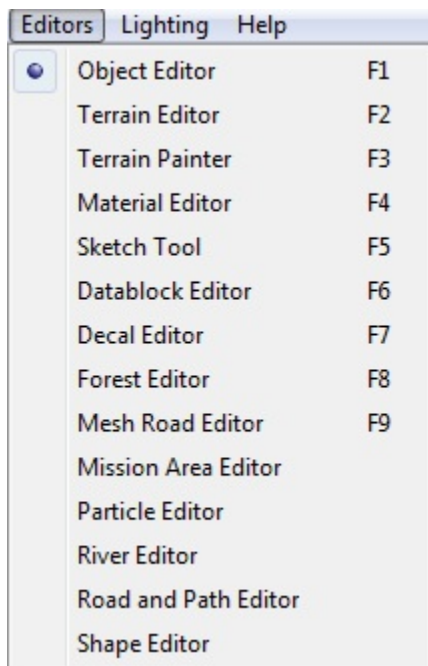 Editors Lighting Help
Object Editor F1
Terrain Editor F2
Terrain Painter F3
Material Editor F4
Sketch Tool F5
Datablock Editor F6
Decal Editor F7
Forest Editor F8
Mesh Road Editor F9
Mission Area Editor
Particle Editor
River Editor
Road and Path Editor
Shape Editor